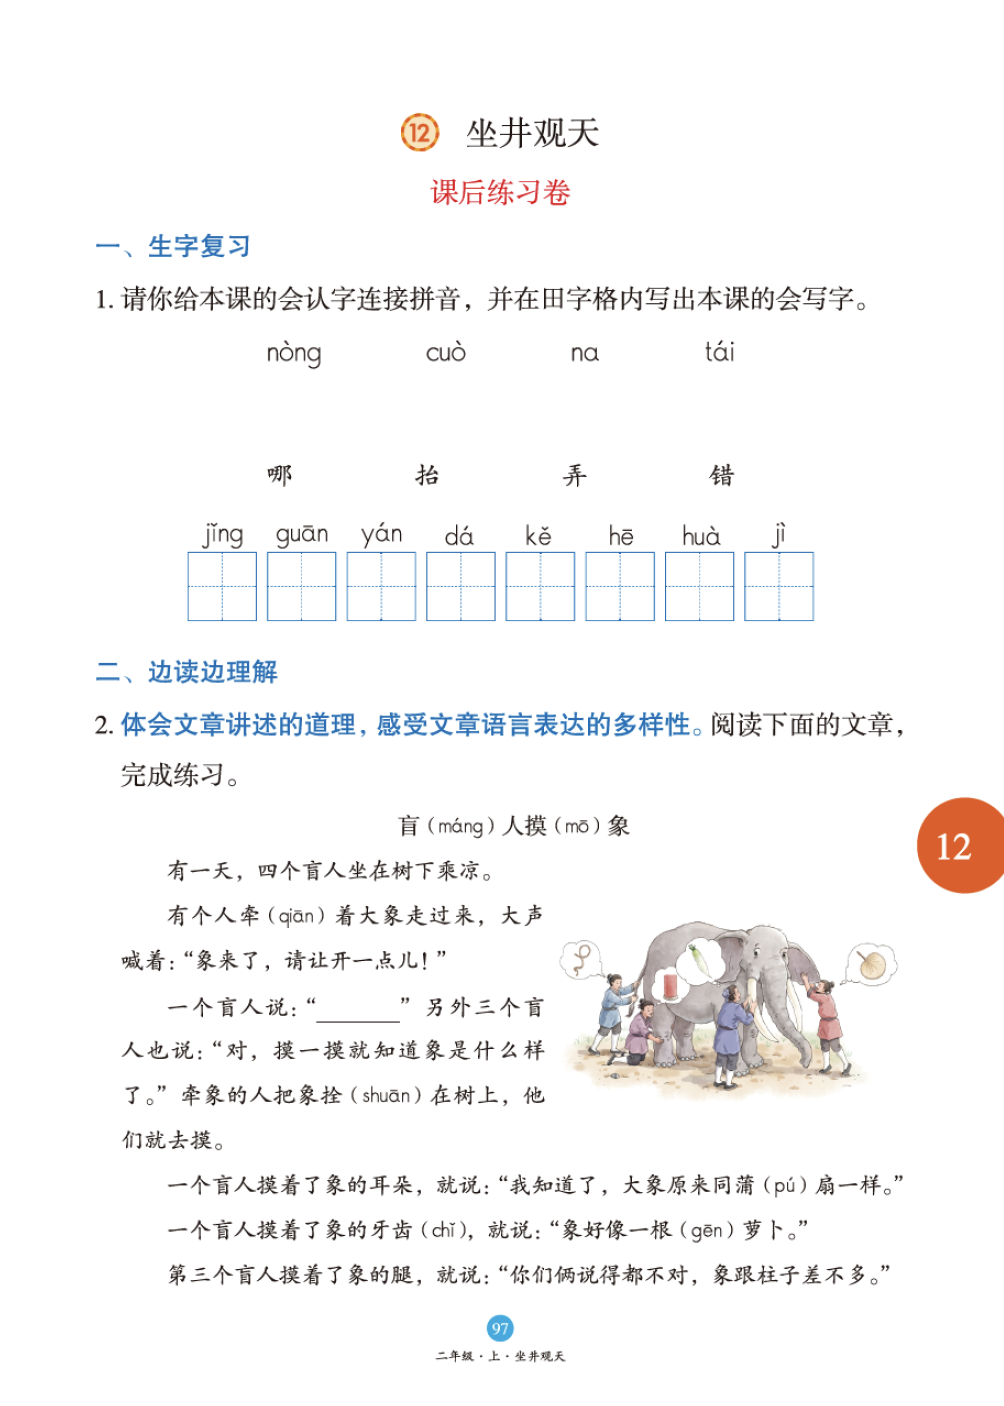 12 坐井观天
课后练习卷
一、生字复习
1. 请你给本课的会认字连接拼音，并在田字格内写出本课的会写字。
nòng cuò na tái
哪 抬 弄 错
jǐng guān yán dá kě hē huà jì
二、边读边理解
2. 体会文章讲述的道理，感受文章语言表达的多样性。阅读下面的文章，
完成练习。
盲（máng）人摸（mō）象
有一天，四个盲人坐在树下乘凉。
有个人牵（qiān）着大象走过来，大声
喊着：“象来了，请让开一点儿！”
一个盲人说：“______”另外三个盲
人也说：“对，摸一摸就知道象是什么样
了。”牵象的人把象拴（shuān）在树上，他
们就去摸。
一个盲人摸着了象的耳朵，就说：“我知道了，大象原来同蒲（pú）扇一样。”
一个盲人摸着了象的牙齿（chǐ），就说：“象好像一根（gēn）萝卜。”
第三个盲人摸着了象的腿，就说：“你们俩说得都不对，象跟柱子差不多。”
12
97
二年级·上·坐井观天